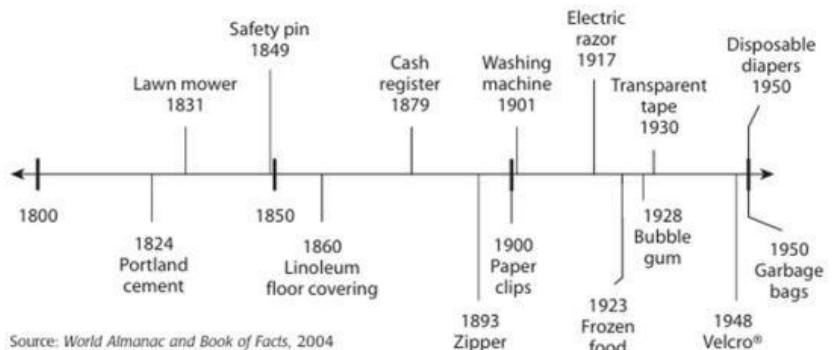 Safety pin
1849
Lawn mower
1831
Cash
register
1879
Washing
machine
1901
Electric
razor
1917
Transparent
tape
1930
Disposable
diapers
1950
1800
1850
1824
Portland
cement
1860
Linoleum
floor covering
1893
Zipper
1900
Paper
clips
1923
Frozen
food
1928
Bubble
gum
1948
Velcro®
1950
Garbage
bags
Source: World Almanac and Book of Facts, 2004